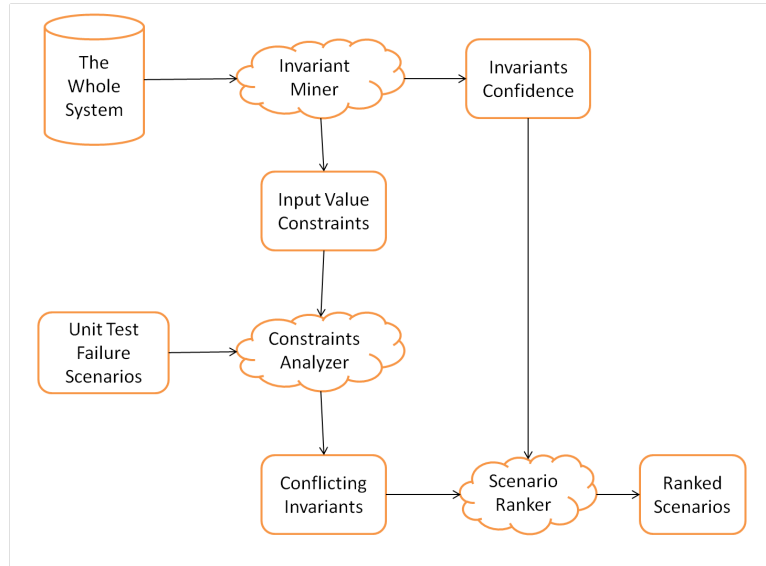 The
Whole
System
Invariant
Miner
Invariants
Confidence
Input Value
Constraints
Unit Test
Failure
Scenarios
Constraints
Analyzer
Conflicting
Invariants
Scenario
Ranker
Ranked
Scenarios